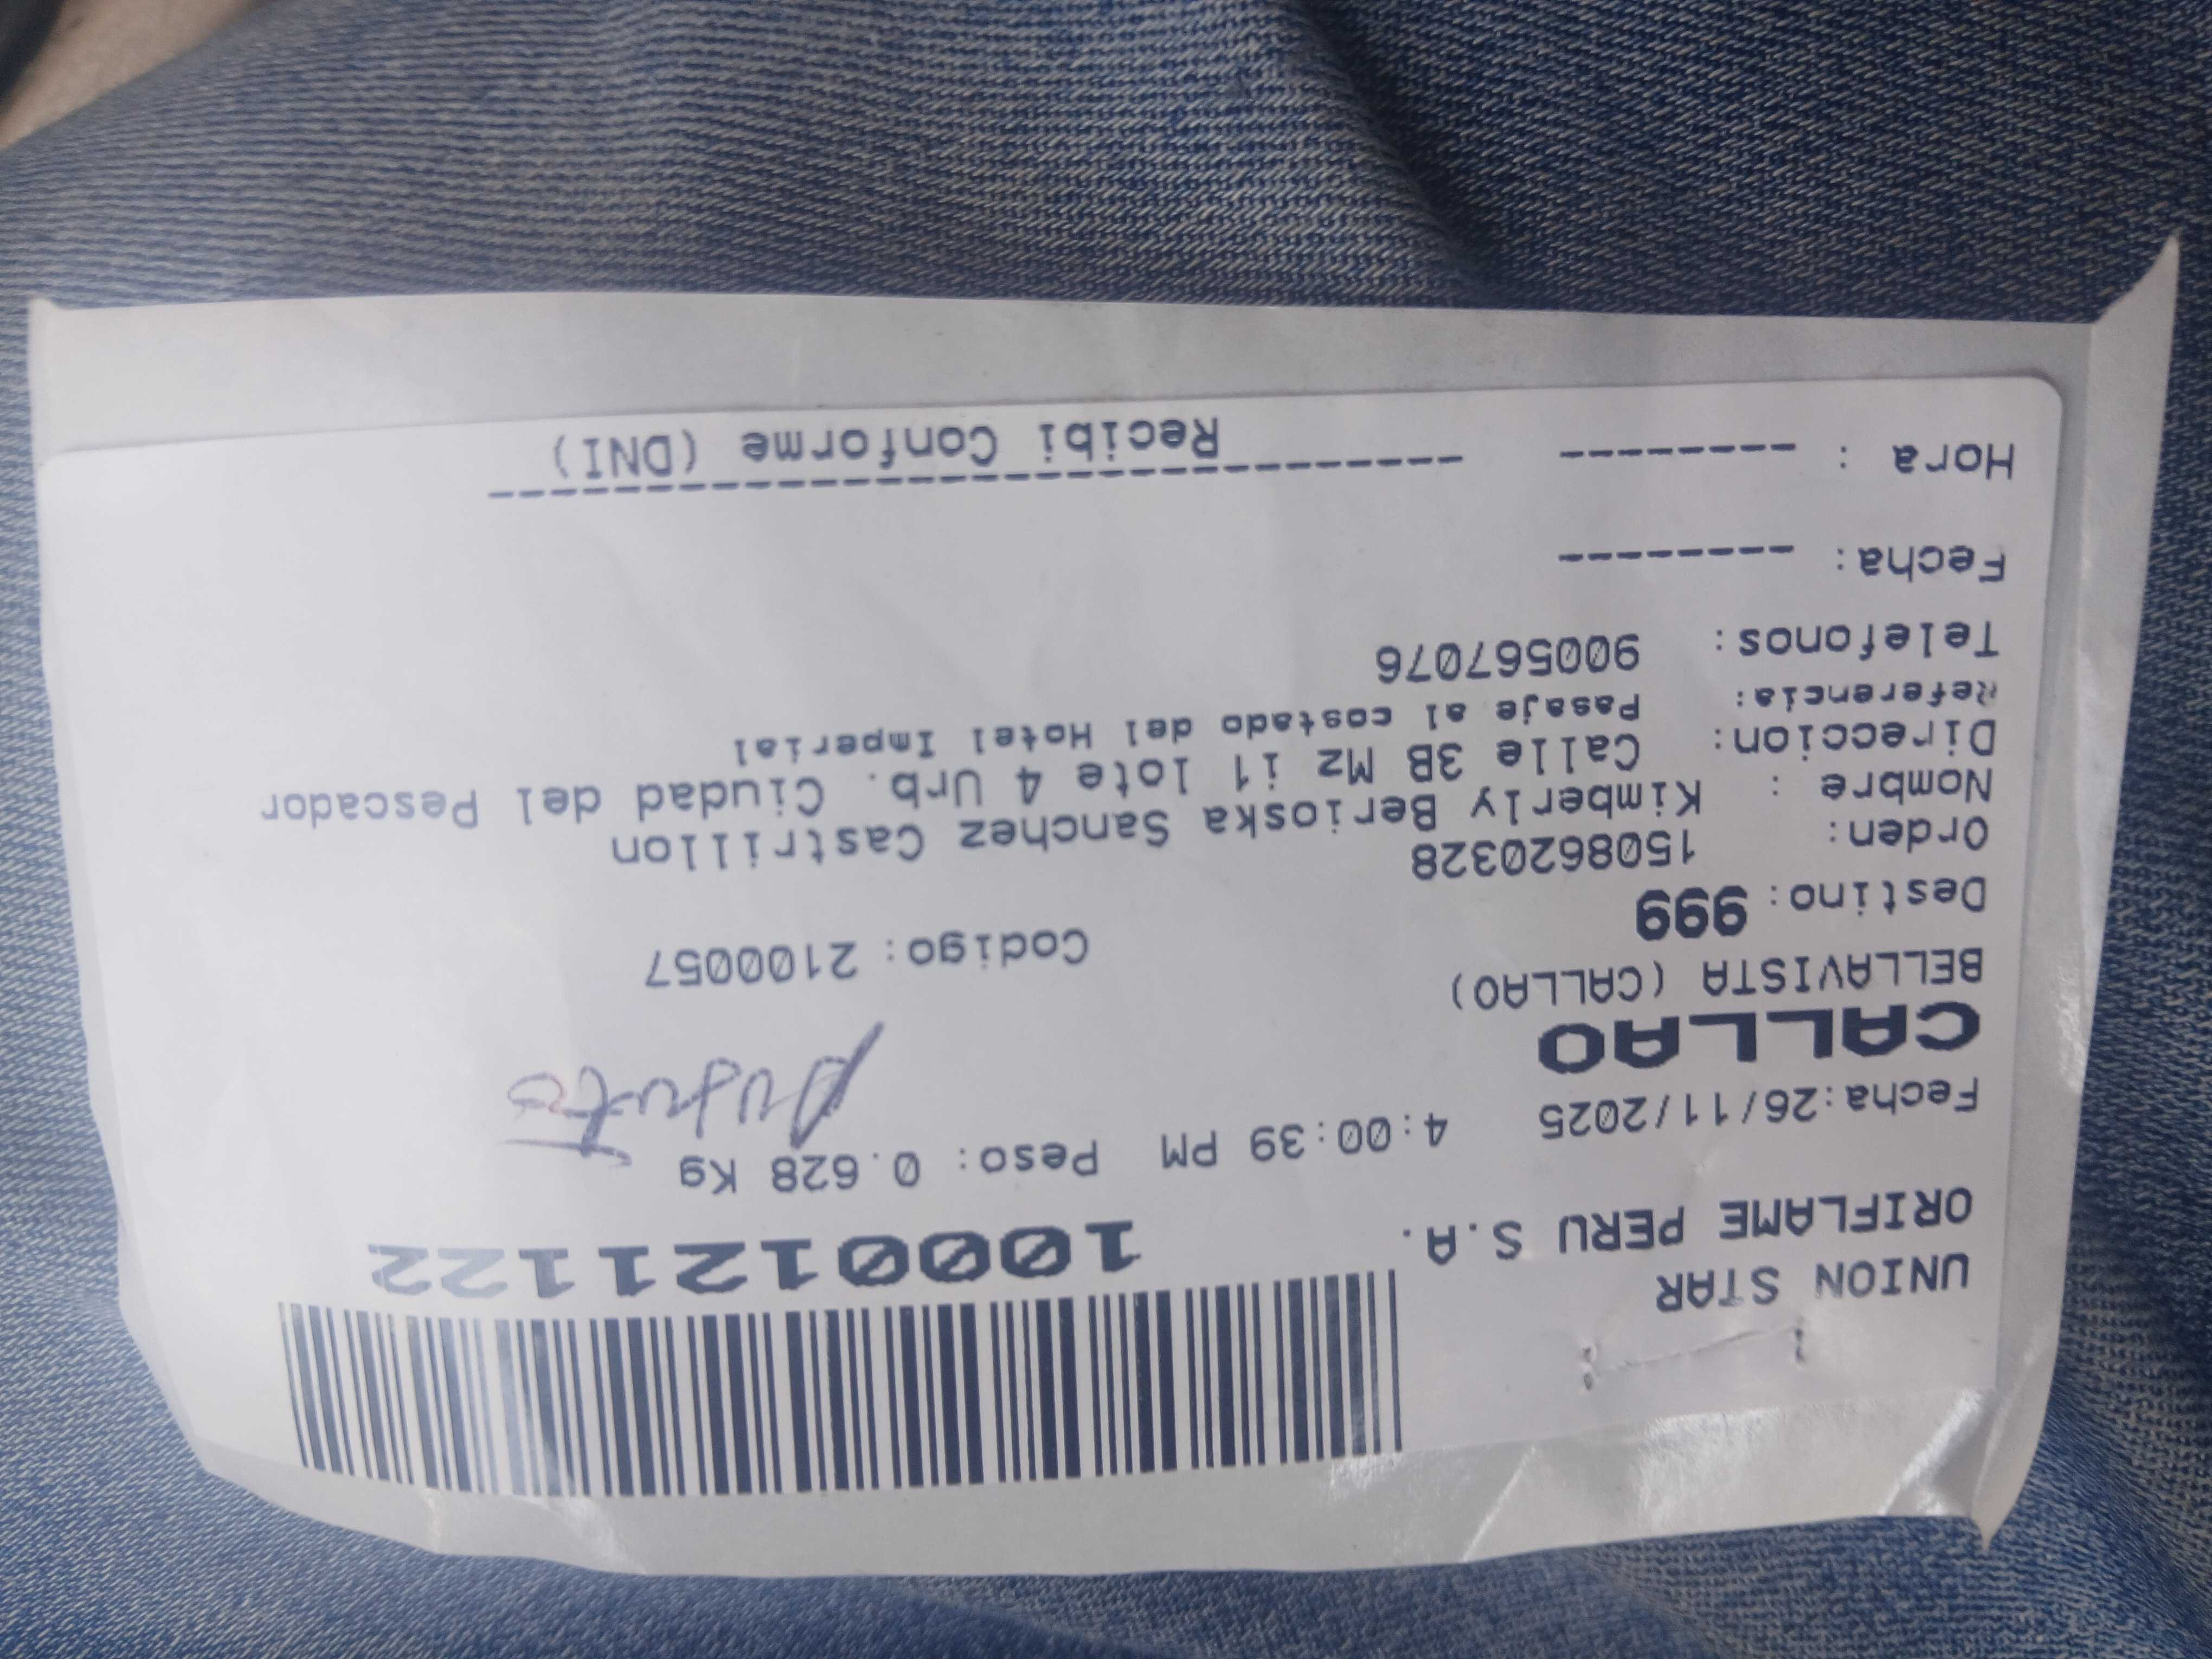 UNION STAR
ORIFLAME PERU S.A.
1000121122
Fecha:26/11/2025 4:00:39 PM Peso: 0.628 Kg
CALLAO
BELLAVISTA (CALLAO)
Destino: 999 Codigo: 2100057
Orden: 1508620328
Nombre : Kimberly Berioska Sanchez Castrillon
Direccion: Calle 3B Mz i1 lote 4 Urb. Ciudad del Pescador
Referencia: Pasaje al costado del Hotel Imperial
Telefonos: 900567076
Fecha: ---------
Hora : ---------
Recibi Conforme (DNI)